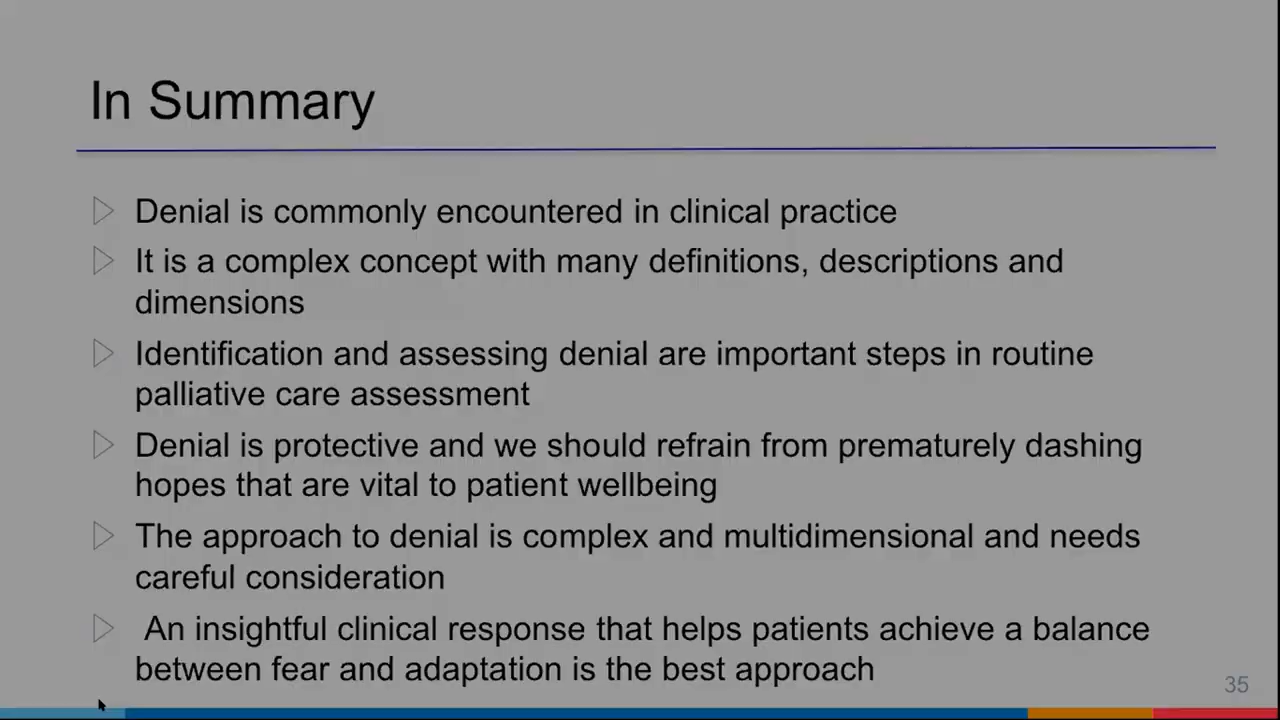 In Summary
Denial is commonly encountered in clinical practice
It is a complex concept with many definitions, descriptions and
dimensions
Identification and assessing denial are important steps in routine
palliative care assessment
Denial is protective and we should refrain from prematurely dashing
hopes that are vital to patient wellbeing
The approach to denial is complex and multidimensional and needs
careful consideration
An insightful clinical response that helps patients achieve a balance
between fear and adaptation is the best approach
35